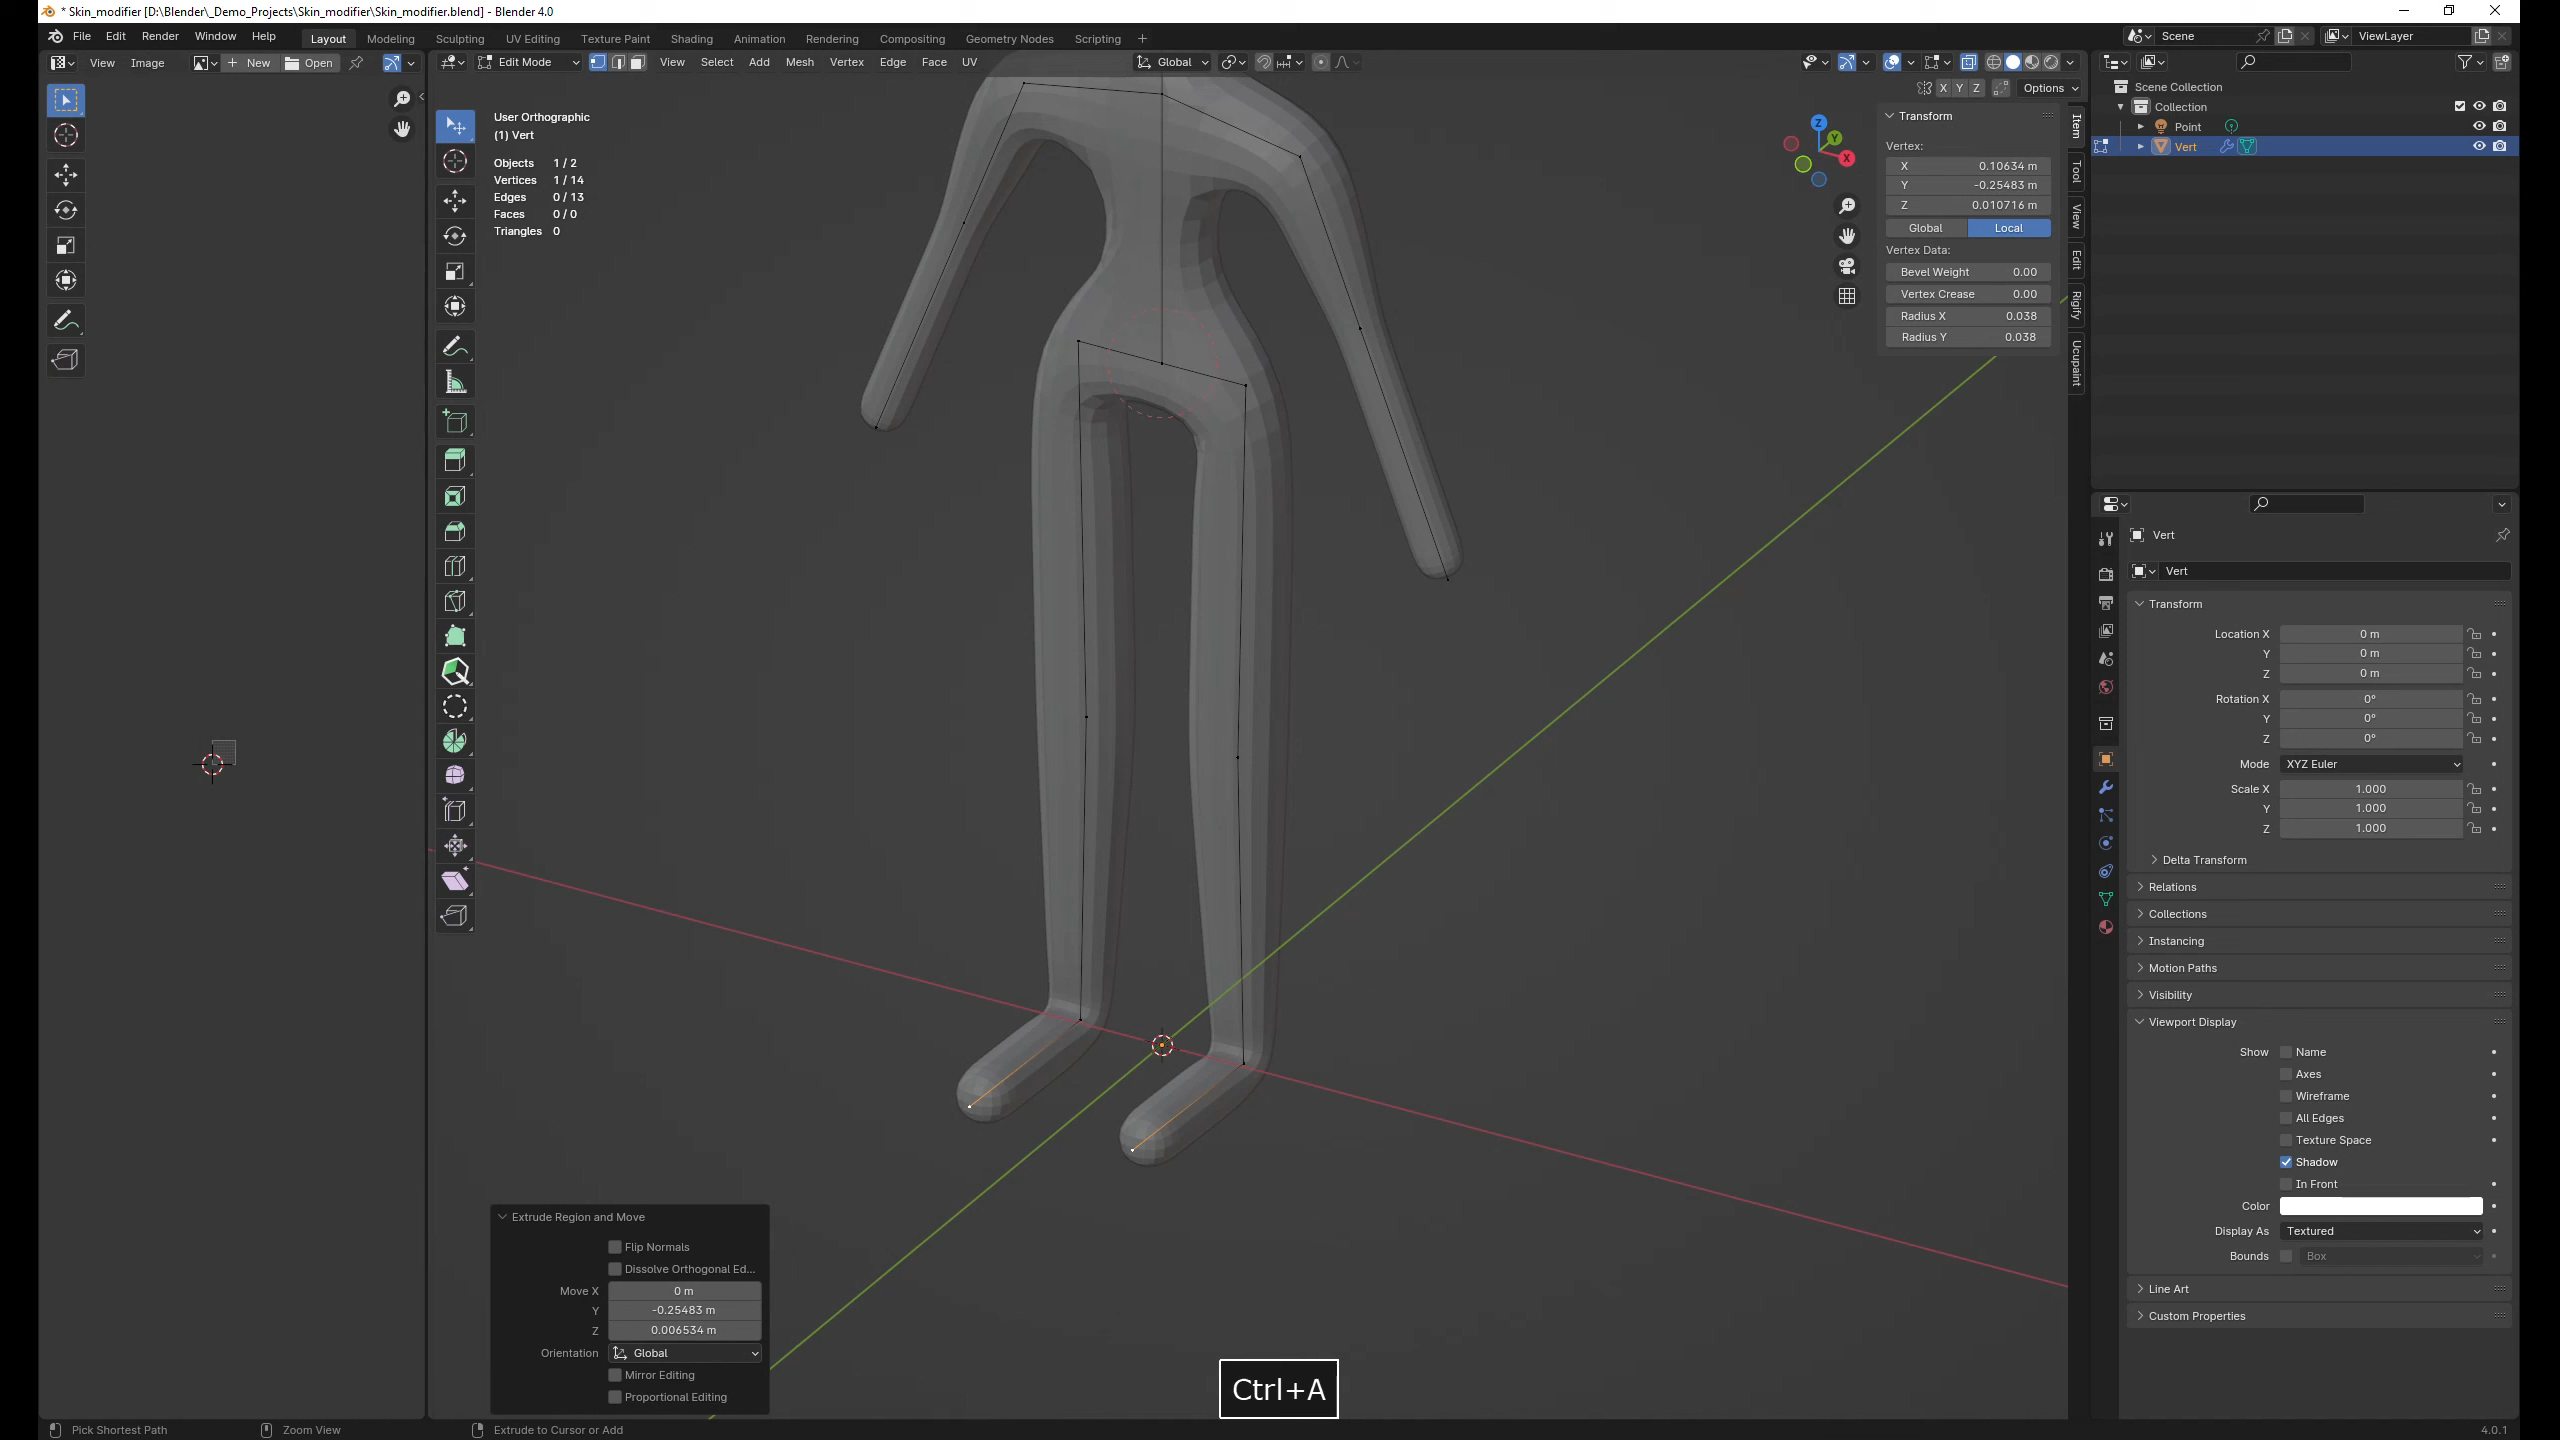 * Skin_modifier [D:\Blender\_Demo_Projects\Skin_modifier\Skin_modifier.blend] - Blender 4.0
File Edit Render Window Help Layout Modeling Sculpting UV Editing Texture Paint Shading Animation Rendering Compositing Geometry Nodes Scripting + Scene ViewLayer
View Image New Open Edit Mode View Select Add Mesh Vertex Edge Face UV Global
X Y Z Options
User Orthographic
(1) Vert
Objects 1 / 2
Vertices 1 / 14
Edges 0 / 13
Faces 0 / 0
Triangles 0
Z
Y
X
Transform
Vertex:
X 0.10634 m
Y -0.25483 m
Z 0.010716 m
Global Local
Vertex Data:
Bevel Weight 0.00
Vertex Crease 0.00
Radius X 0.038
Radius Y 0.038
Item
Tool
View
Edit
Rigify
Ucupaint
Scene Collection
Collection
Point
Vert
Vert
Vert
Transform
Location X 0 m
Y 0 m
Z 0 m
Rotation X 0°
Y 0°
Z 0°
Mode XYZ Euler
Scale X 1.000
Y 1.000
Z 1.000
Delta Transform
Relations
Collections
Instancing
Motion Paths
Visibility
Viewport Display
Show Name
Axes
Wireframe
All Edges
Texture Space
Shadow
In Front
Color
Display As Textured
Bounds Box
Line Art
Custom Properties
Extrude Region and Move
Flip Normals
Dissolve Orthogonal Ed...
Move X 0 m
Y -0.25483 m
Z 0.006534 m
Orientation Global
Mirror Editing
Proportional Editing
Ctrl+A
Pick Shortest Path Zoom View Extrude to Cursor or Add 4.0.1